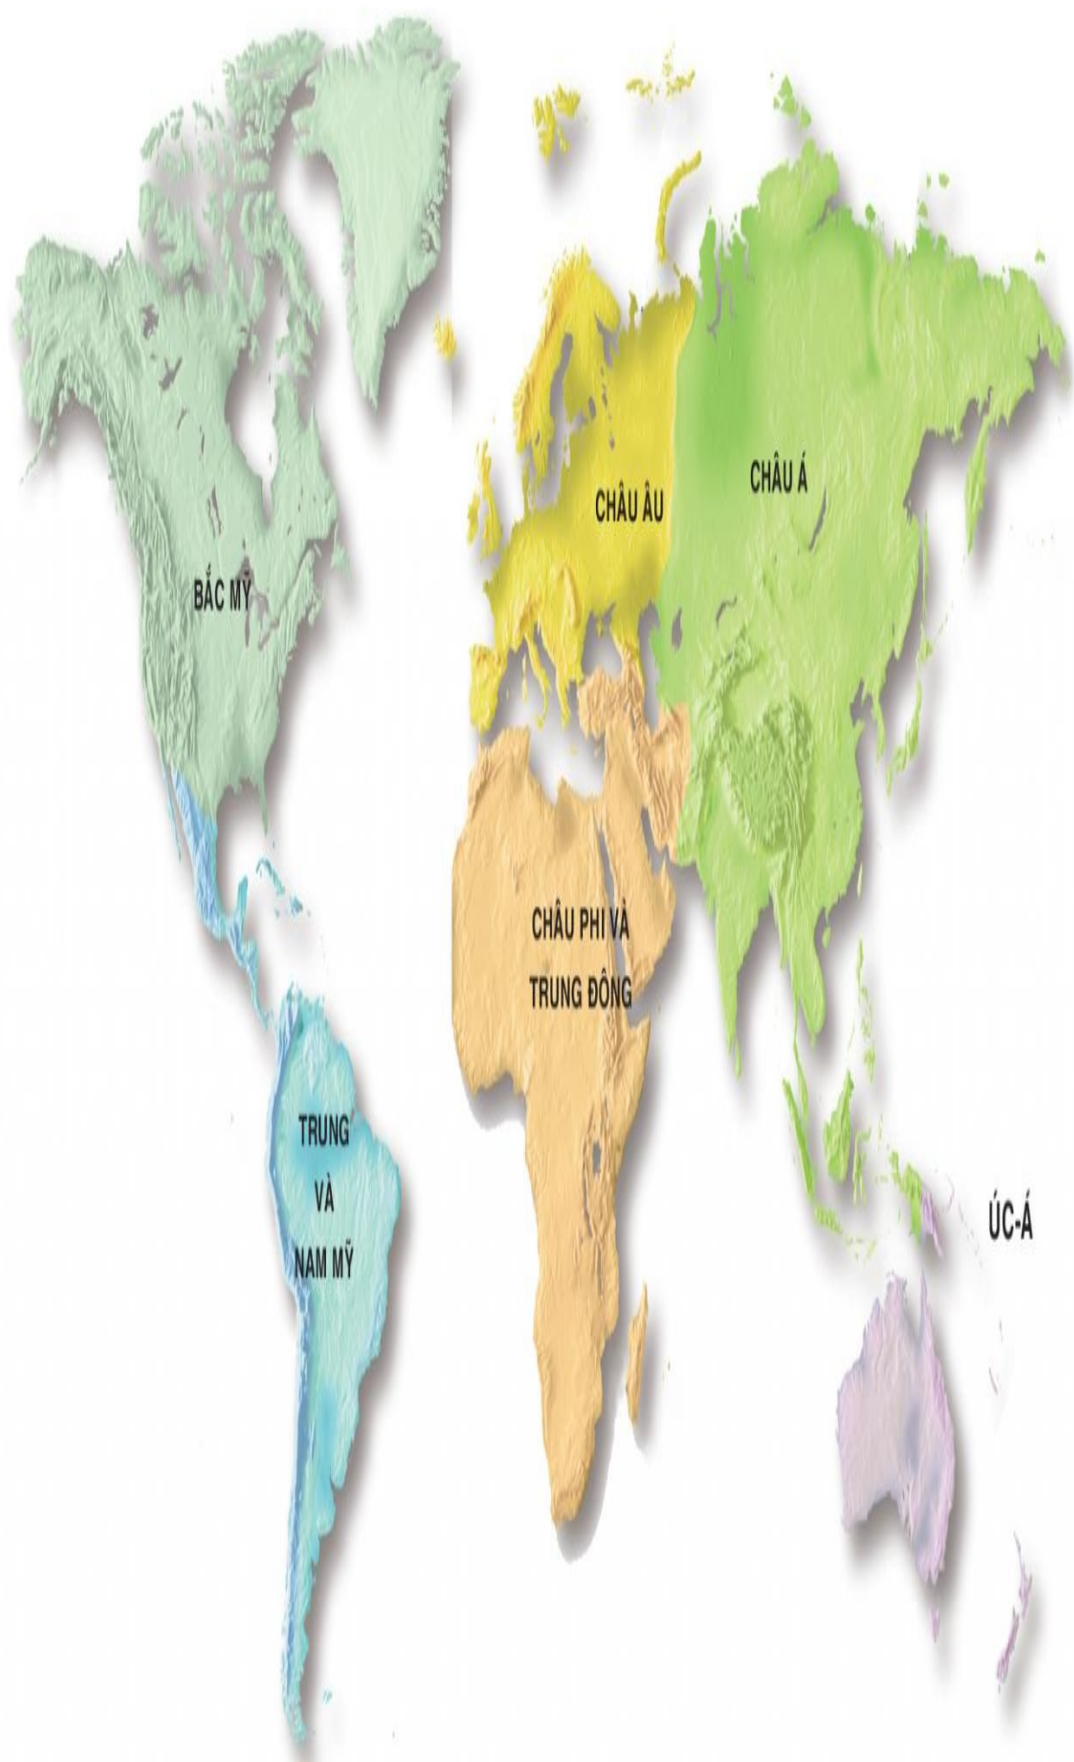 CHÂU Á
CHÂU ÂU
BẮC MỸ
CHÂU PHI VÀ
TRUNG ĐÔNG
TRUNG
VÀ
NAM MỸ
ÚC-Á